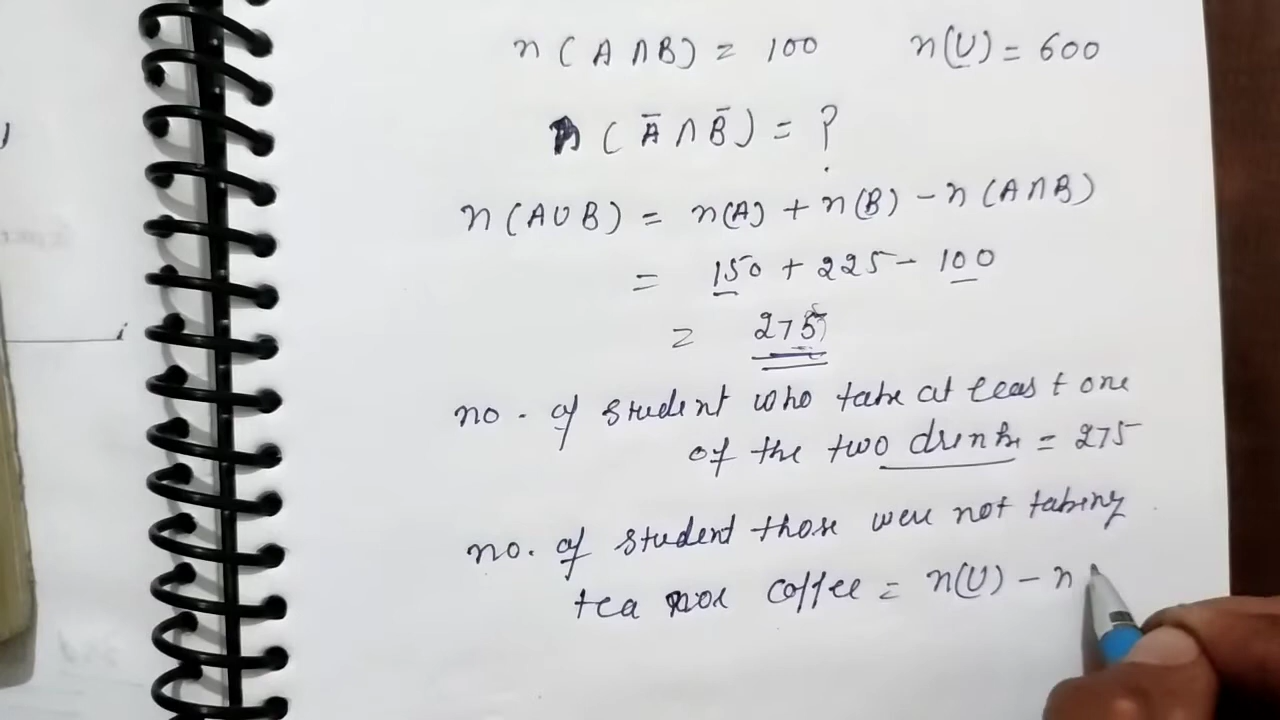 n(A∩B) = 100 n(U) = 600
n(Ā∩B̄) = ?
n(A∪B) = n(A) + n(B) - n(A∩B)
= 150 + 225 - 100
= 275
no. of student who take at least one
of the two drink = 275
no. of student those were not taking
tea nor coffee = n(U) - n